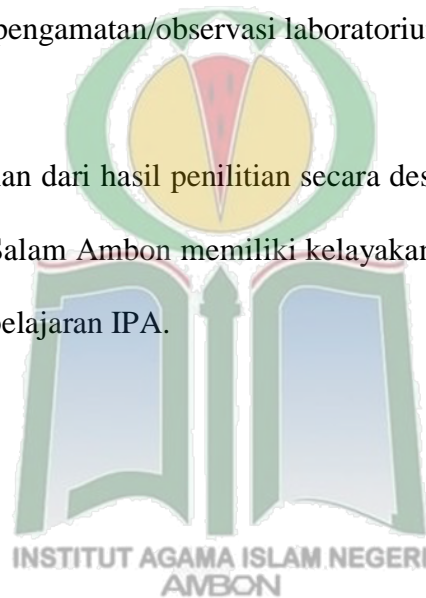 pengamatan/observasi laboratoriu
an dari hasil penilitian secara des
Salam Ambon memiliki kelayakan
pelajaran IPA.
INSTITUT AGAMA ISLAM NEGERI
AMBON